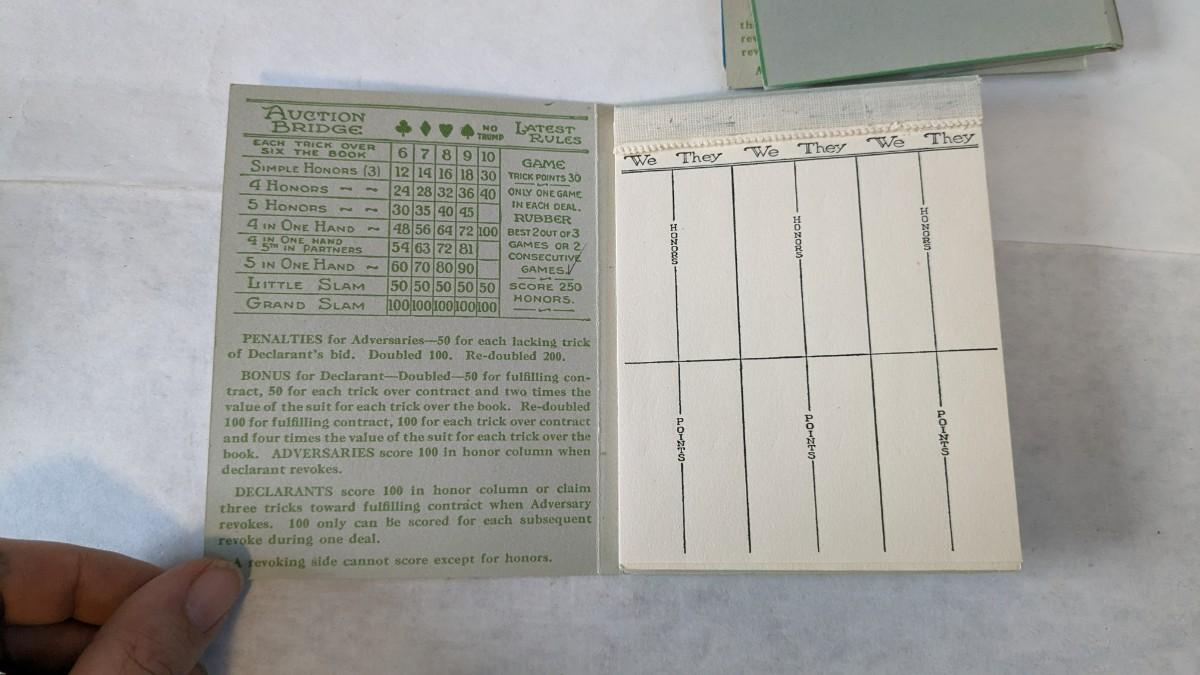 AUCTION BRIDGE
NO TRUMP
LATEST RULES
EACH TRICK OVER SIX THE BOOK 6 7 8 9 10
SIMPLE HONORS (3) 12 14 16 18 30
4 HONORS 24 28 32 36 40
5 HONORS 30 35 40 45
4 IN ONE HAND 48 56 64 72 100
4 IN ONE HAND 5TH IN PARTNERS 54 63 72 81
5 IN ONE HAND 60 70 80 90
LITTLE SLAM 50 50 50 50 50
GRAND SLAM 100 100 100 100 100
GAME
TRICK POINTS 30
ONLY ONE GAME
IN EACH DEAL.
RUBBER
BEST 2 OUT OF 3
GAMES OR 2
CONSECUTIVE
GAMES.
SCORE 250
HONORS.
PENALTIES for Adversaries—50 for each lacking trick
of Declarant's bid. Doubled 100. Re-doubled 200.
BONUS for Declarant—Doubled—50 for fulfilling con-
tract, 50 for each trick over contract and two times the
value of the suit for each trick over the book. Re-doubled
100 for fulfilling contract, 100 for each trick over contract
and four times the value of the suit for each trick over the
book. ADVERSARIES score 100 in honor column when
declarant revokes.
DECLARANTS score 100 in honor column or claim
three tricks toward fulfilling contract when Adversary
revokes. 100 only can be scored for each subsequent
revoke during one deal.
A revoking side cannot score except for honors.
We They We They We They
HONORS HONORS HONORS
POINTS POINTS POINTS